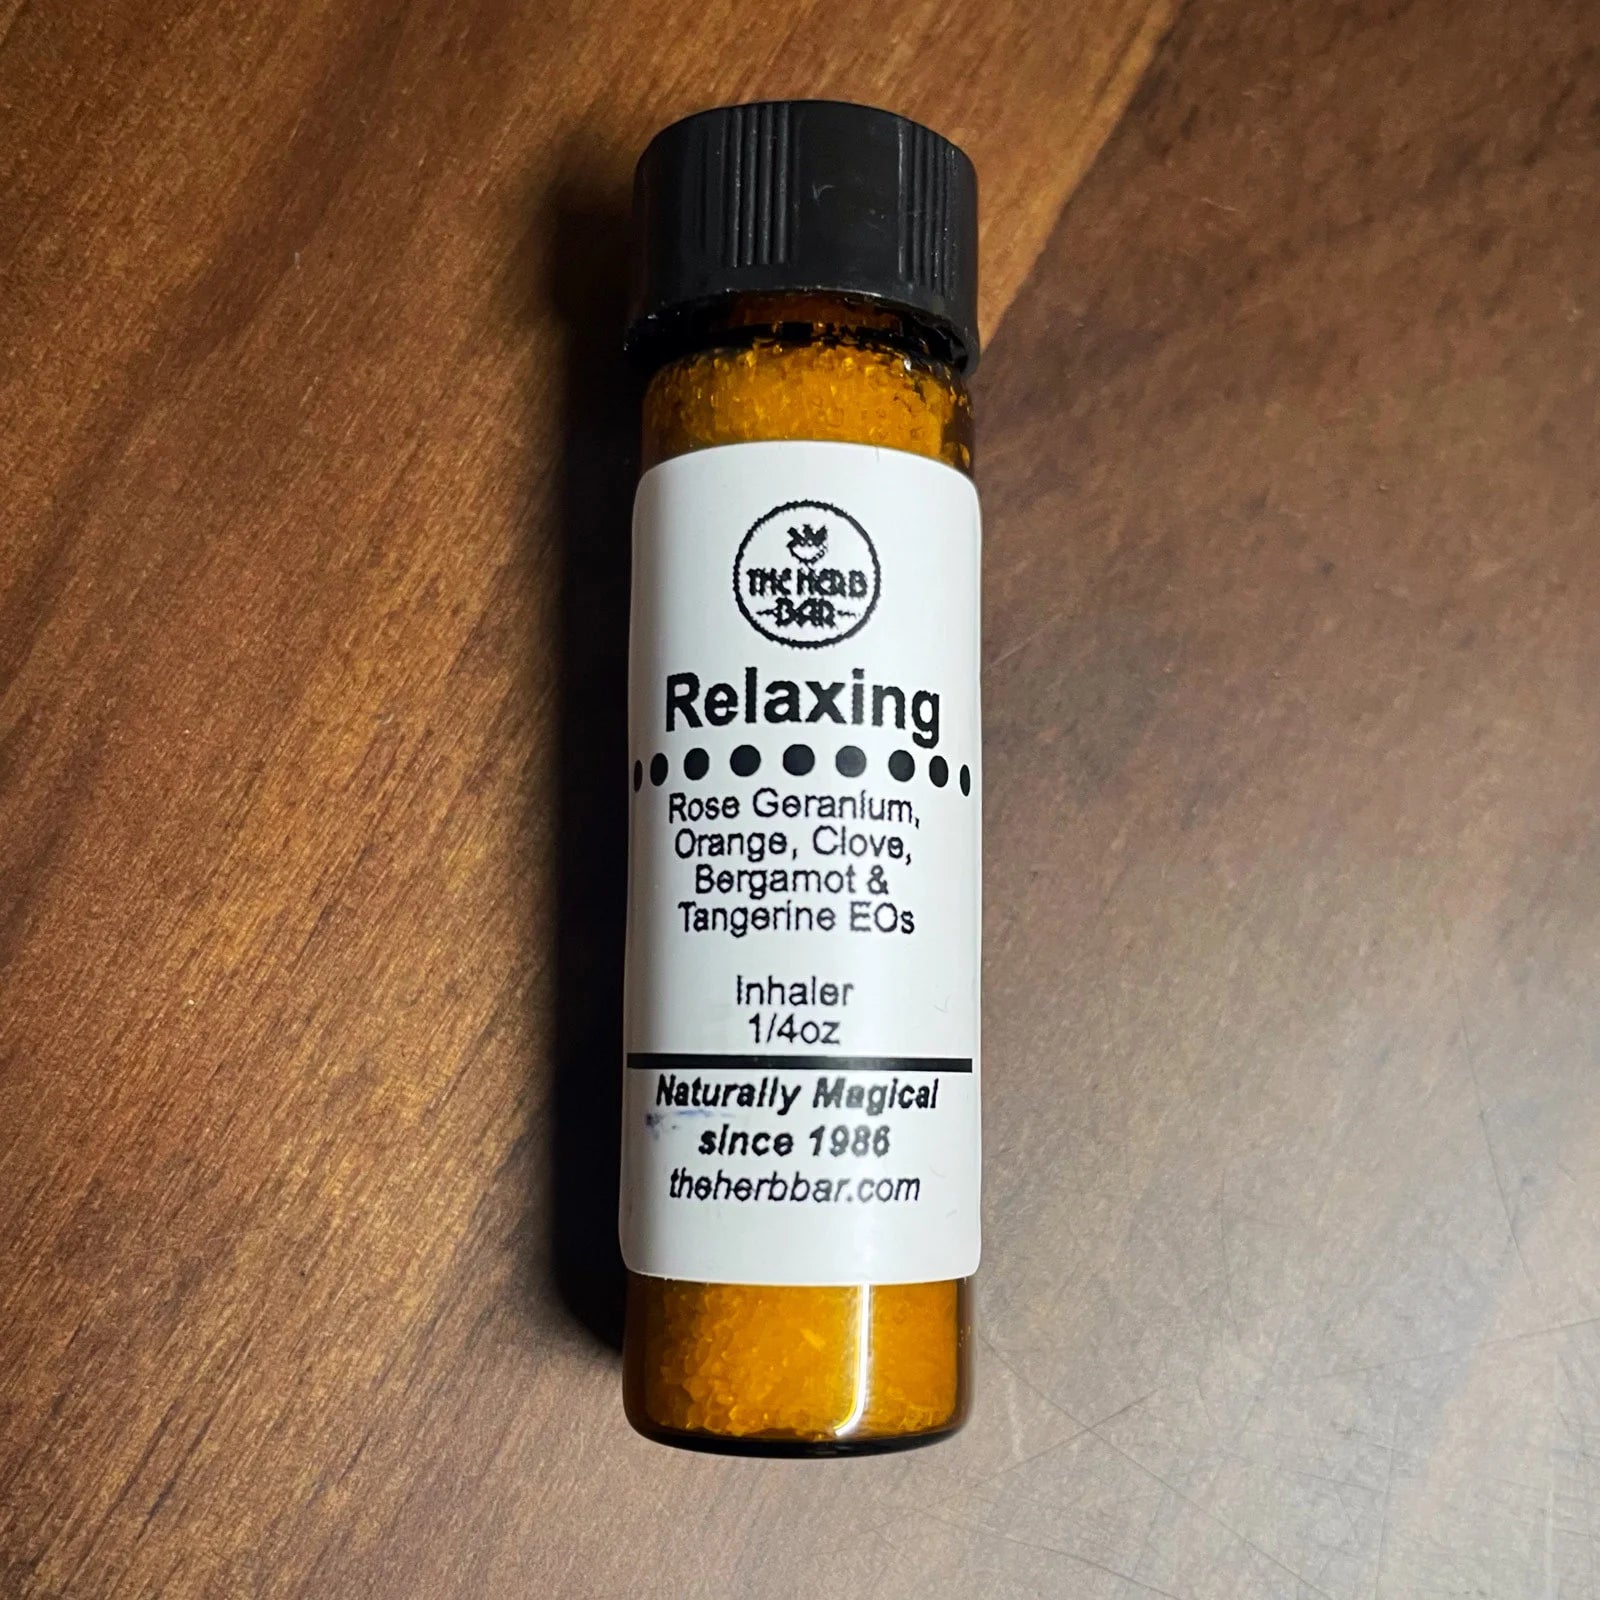 THE HERB
BAR
Relaxing
Rose Geranium,
Orange, Clove,
Bergamot &
Tangerine EOs
Inhaler
1/4oz
Naturally Magical
since 1986
theherbbar.com